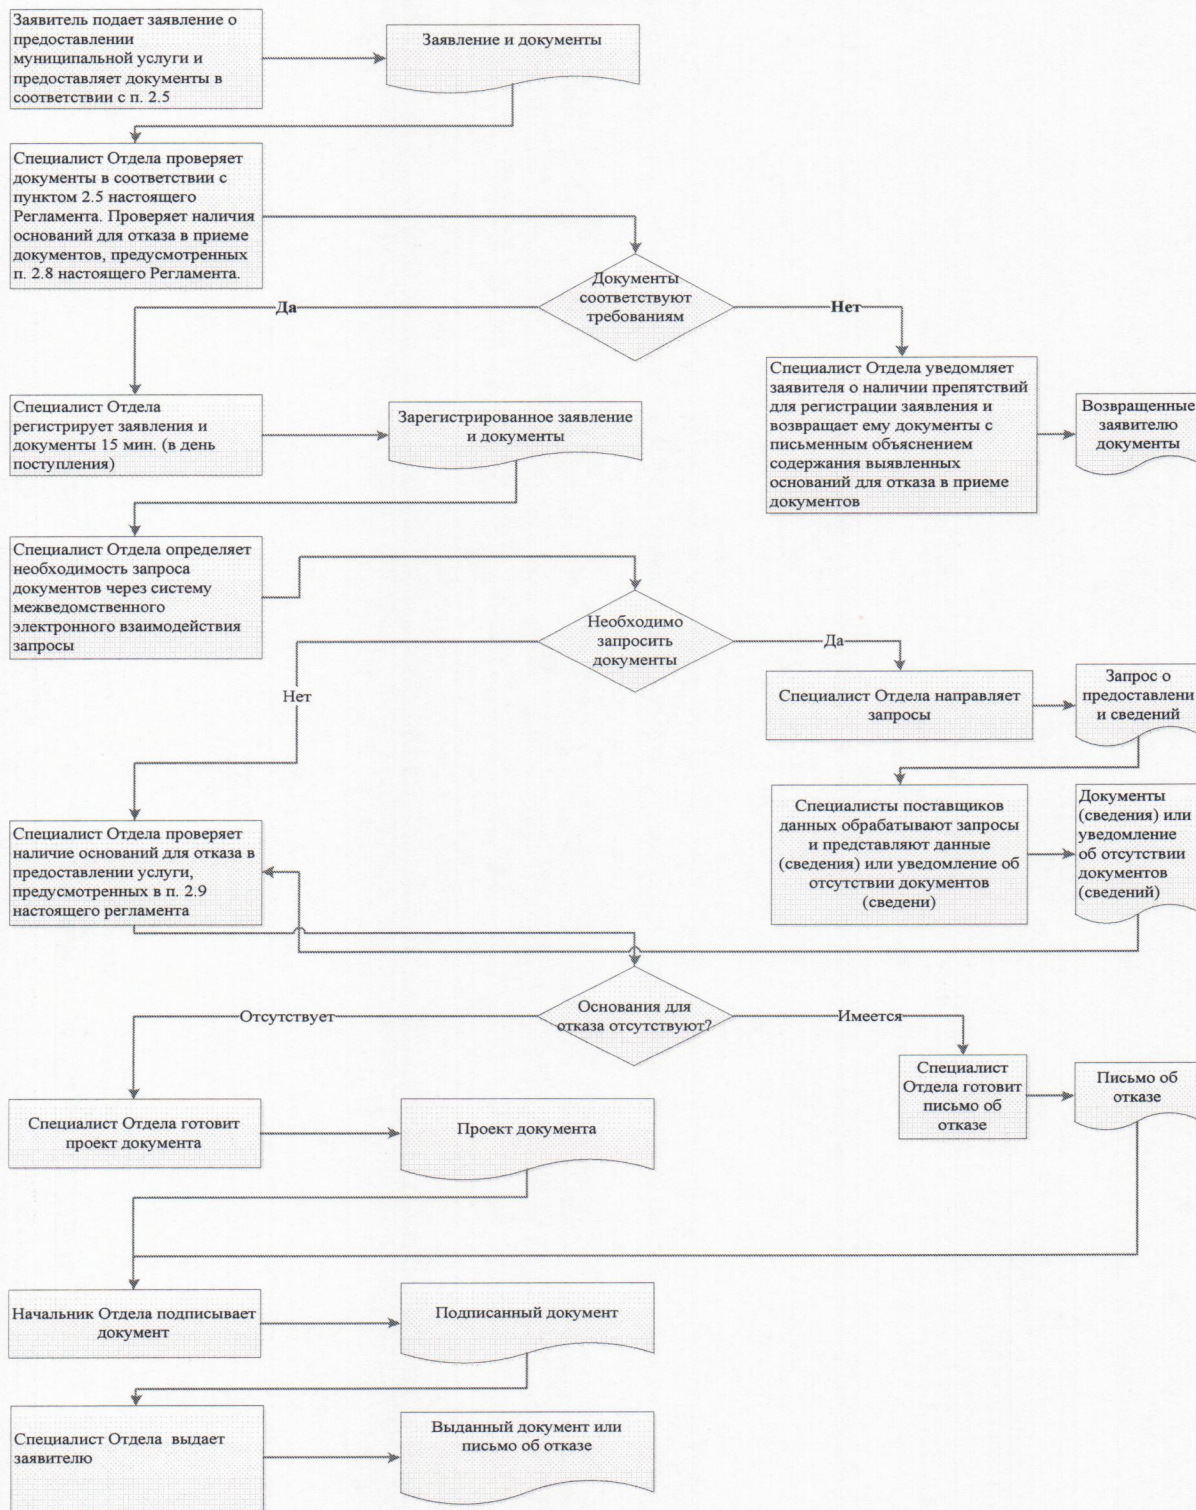 Заявитель подает заявление о
предоставлении
муниципальной услуги и
предоставляет документы в
соответствии с п. 2.5
Заявление и документы
Специалист Отдела проверяет
документы в соответствии с
пунктом 2.5 настоящего
Регламента. Проверяет наличия
оснований для отказа в приеме
документов, предусмотренных
п. 2.8 настоящего Регламента.
Документы
соответствуют
требованиям
Да
Нет
Специалист Отдела
регистрирует заявления и
документы 15 мин. (в день
поступления)
Зарегистрированное заявление
и документы
Специалист Отдела уведомляет
заявителя о наличии препятствий
для регистрации заявления и
возвращает ему документы с
письменным объяснением
содержания выявленных
оснований для отказа в приеме
документов
Возвращенные
заявителю
документы
Специалист Отдела определяет
необходимость запроса
документов через систему
межведомственного
электронного взаимодействия
запросы
Необходимо
запросить
документы
Да
Нет
Специалист Отдела направляет
запросы
Запрос о
предоставлени
и сведений
Специалисты поставщиков
данных обрабатывают запросы
и представляют данные
(сведения) или уведомление об
отсутствии документов
(сведени)
Документы
(сведения) или
уведомление
об отсутствии
документов
(сведений)
Специалист Отдела проверяет
наличие оснований для отказа в
предоставлении услуги,
предусмотренных в п. 2.9
настоящего регламента
Основания для
отказа отсутствуют?
Отсутствует
Имеется
Специалист
Отдела готовит
письмо об
отказе
Письмо об
отказе
Специалист Отдела готовит
проект документа
Проект документа
Начальник Отдела подписывает
документ
Подписанный документ
Специалист Отдела  выдает
заявителю
Выданный документ или
письмо об отказе